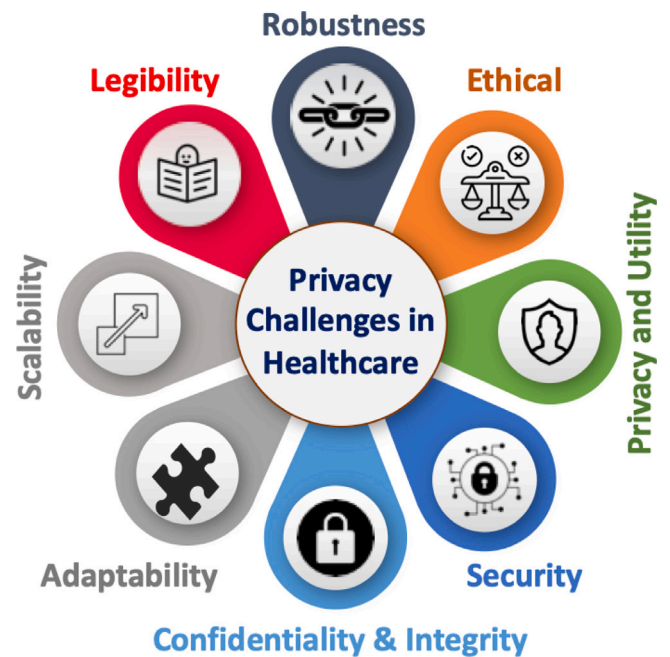 Robustness
Legibility
Ethical
Scalability
Privacy
Challenges in
Healthcare
Privacy and Utility
Adaptability
Security
Confidentiality & Integrity